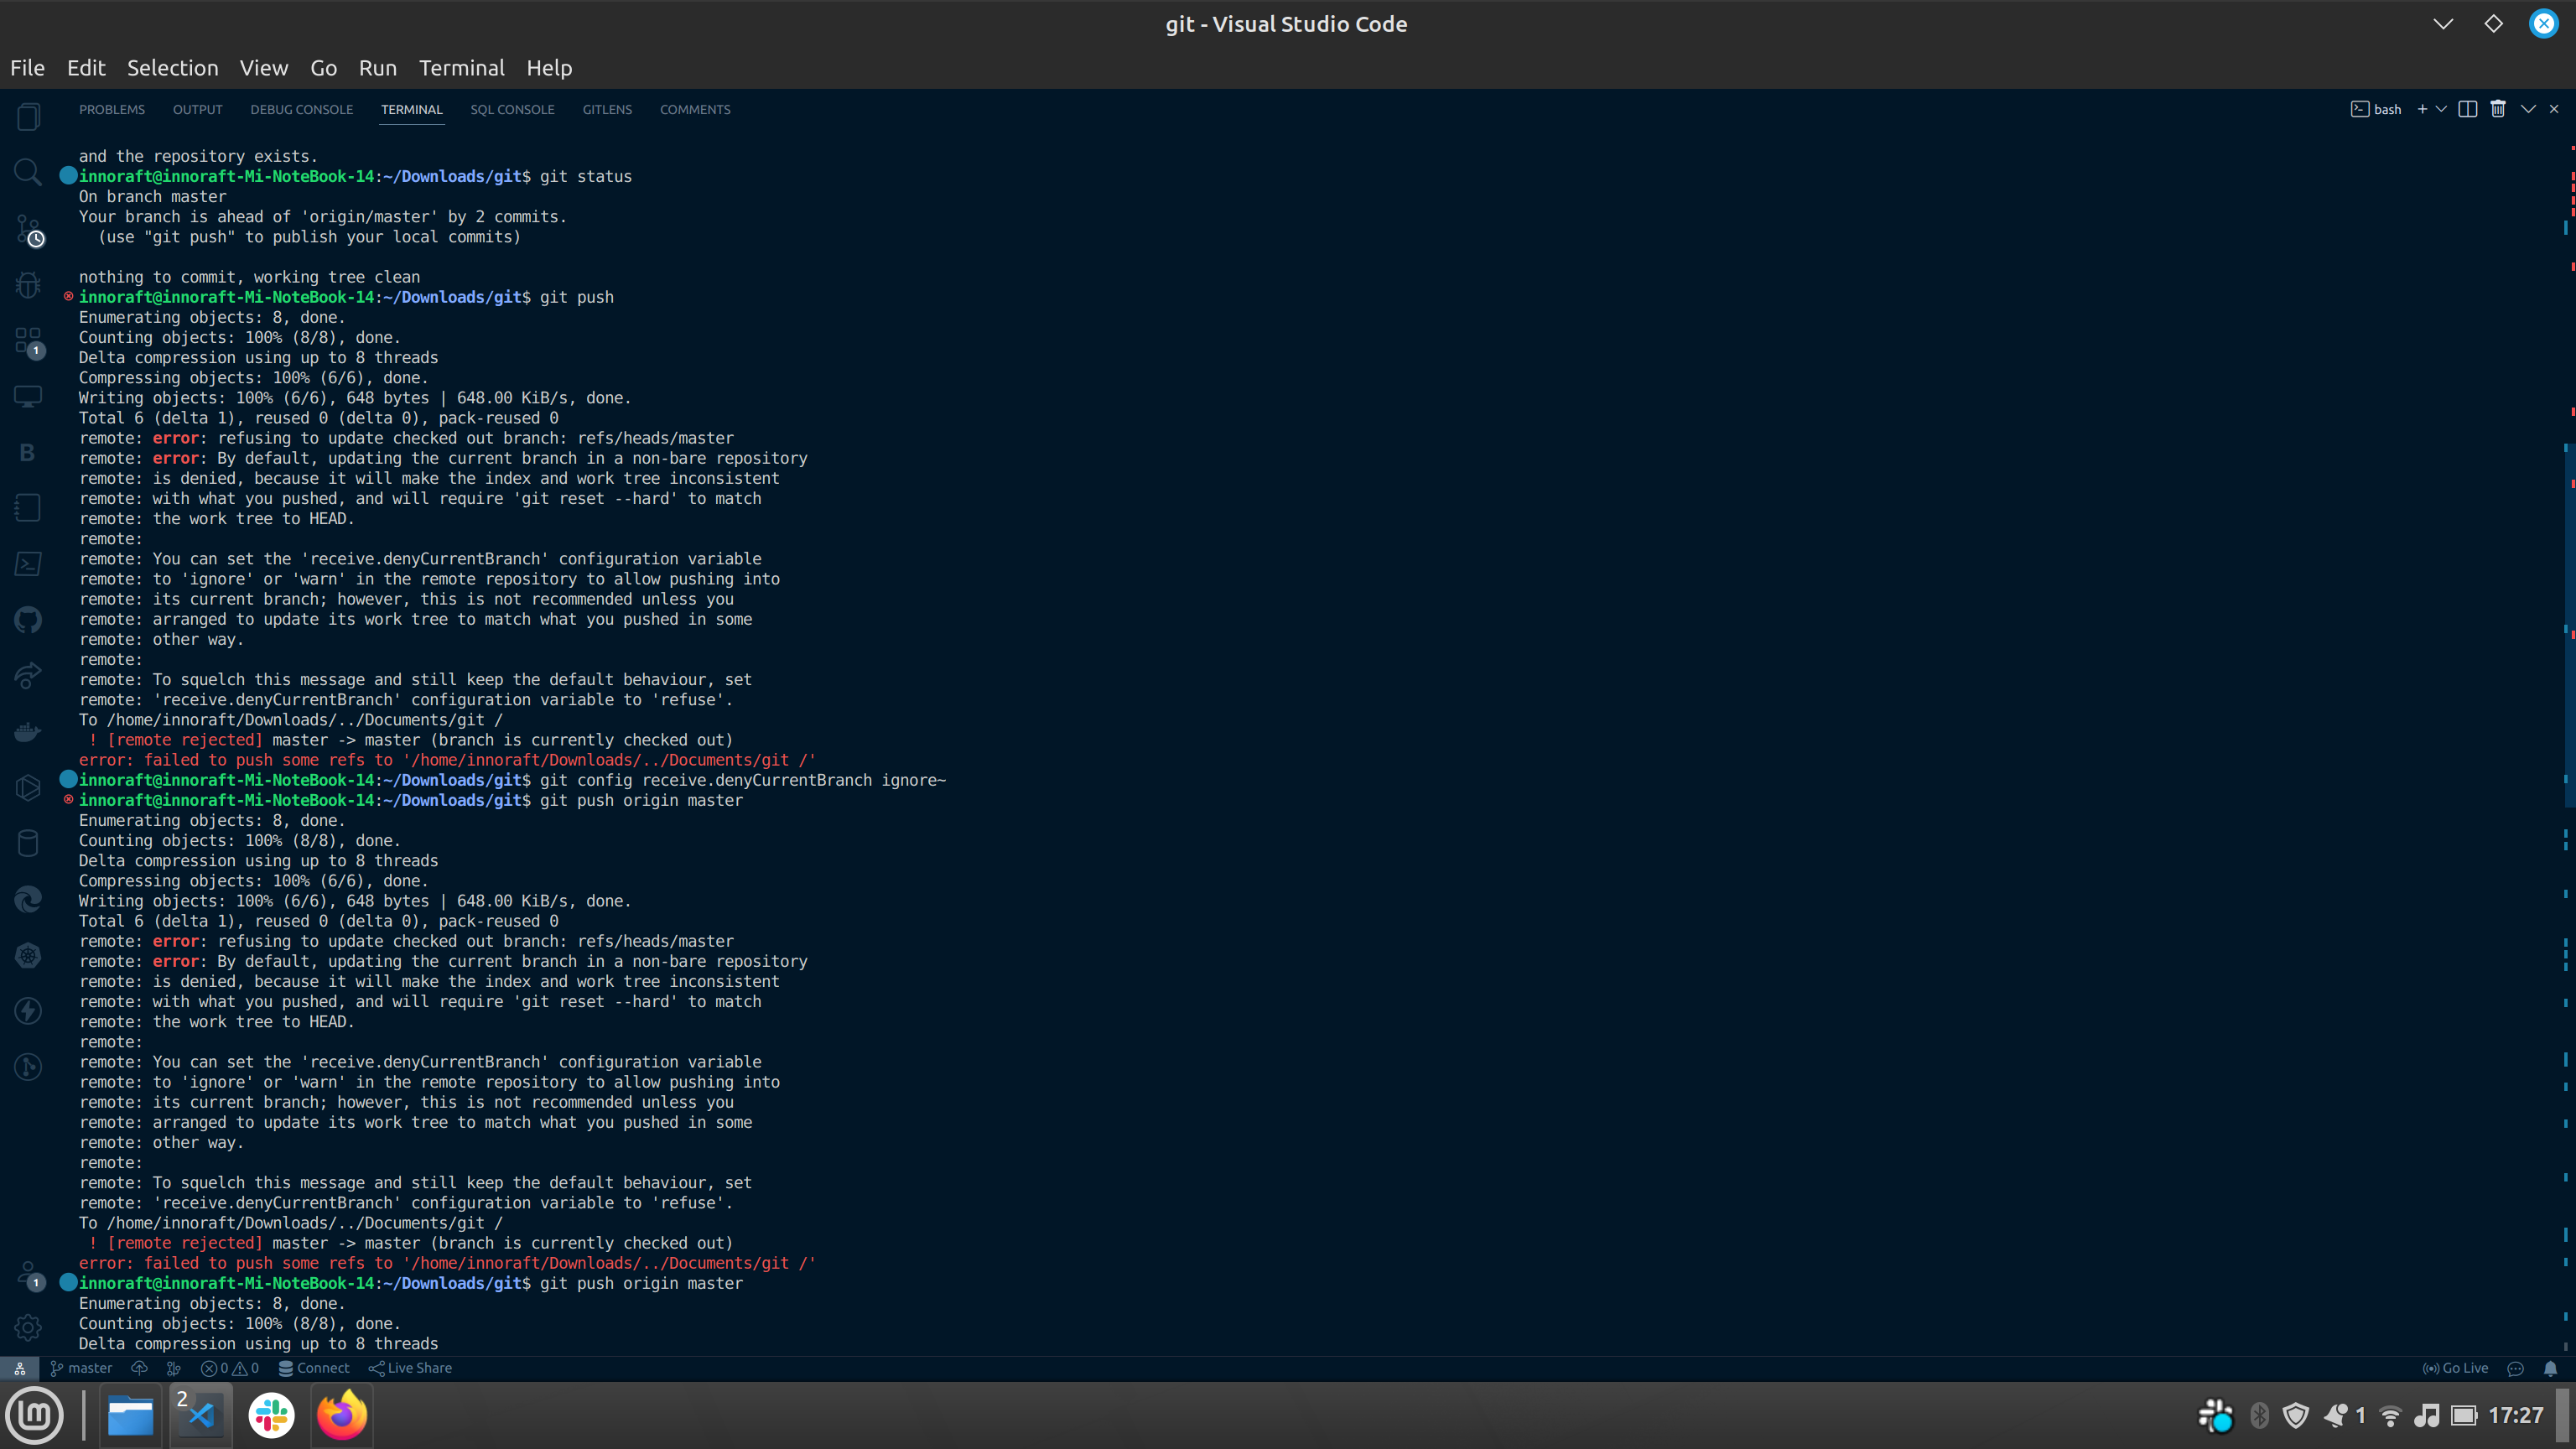 git - Visual Studio Code
File Edit Selection View Go Run Terminal Help
PROBLEMS OUTPUT DEBUG CONSOLE TERMINAL SQL CONSOLE GITLENS COMMENTS
bash
and the repository exists.
innoraft@innoraft-Mi-NoteBook-14:~/Downloads/git$ git status
On branch master
Your branch is ahead of 'origin/master' by 2 commits.
  (use "git push" to publish your local commits)
nothing to commit, working tree clean
innoraft@innoraft-Mi-NoteBook-14:~/Downloads/git$ git push
Enumerating objects: 8, done.
Counting objects: 100% (8/8), done.
Delta compression using up to 8 threads
Compressing objects: 100% (6/6), done.
Writing objects: 100% (6/6), 648 bytes | 648.00 KiB/s, done.
Total 6 (delta 1), reused 0 (delta 0), pack-reused 0
remote: error: refusing to update checked out branch: refs/heads/master
remote: error: By default, updating the current branch in a non-bare repository
remote: is denied, because it will make the index and work tree inconsistent
remote: with what you pushed, and will require 'git reset --hard' to match
remote: the work tree to HEAD.
remote:
remote: You can set the 'receive.denyCurrentBranch' configuration variable
remote: to 'ignore' or 'warn' in the remote repository to allow pushing into
remote: its current branch; however, this is not recommended unless you
remote: arranged to update its work tree to match what you pushed in some
remote: other way.
remote:
remote: To squelch this message and still keep the default behaviour, set
remote: 'receive.denyCurrentBranch' configuration variable to 'refuse'.
To /home/innoraft/Downloads/../Documents/git /
 ! [remote rejected] master -> master (branch is currently checked out)
error: failed to push some refs to '/home/innoraft/Downloads/../Documents/git /'
innoraft@innoraft-Mi-NoteBook-14:~/Downloads/git$ git config receive.denyCurrentBranch ignore~
innoraft@innoraft-Mi-NoteBook-14:~/Downloads/git$ git push origin master
Enumerating objects: 8, done.
Counting objects: 100% (8/8), done.
Delta compression using up to 8 threads
Compressing objects: 100% (6/6), done.
Writing objects: 100% (6/6), 648 bytes | 648.00 KiB/s, done.
Total 6 (delta 1), reused 0 (delta 0), pack-reused 0
remote: error: refusing to update checked out branch: refs/heads/master
remote: error: By default, updating the current branch in a non-bare repository
remote: is denied, because it will make the index and work tree inconsistent
remote: with what you pushed, and will require 'git reset --hard' to match
remote: the work tree to HEAD.
remote:
remote: You can set the 'receive.denyCurrentBranch' configuration variable
remote: to 'ignore' or 'warn' in the remote repository to allow pushing into
remote: its current branch; however, this is not recommended unless you
remote: arranged to update its work tree to match what you pushed in some
remote: other way.
remote:
remote: To squelch this message and still keep the default behaviour, set
remote: 'receive.denyCurrentBranch' configuration variable to 'refuse'.
To /home/innoraft/Downloads/../Documents/git /
 ! [remote rejected] master -> master (branch is currently checked out)
error: failed to push some refs to '/home/innoraft/Downloads/../Documents/git /'
innoraft@innoraft-Mi-NoteBook-14:~/Downloads/git$ git push origin master
Enumerating objects: 8, done.
Counting objects: 100% (8/8), done.
Delta compression using up to 8 threads
1
B
1
master 0 0 Connect Live Share Go Live
2 1 17:27